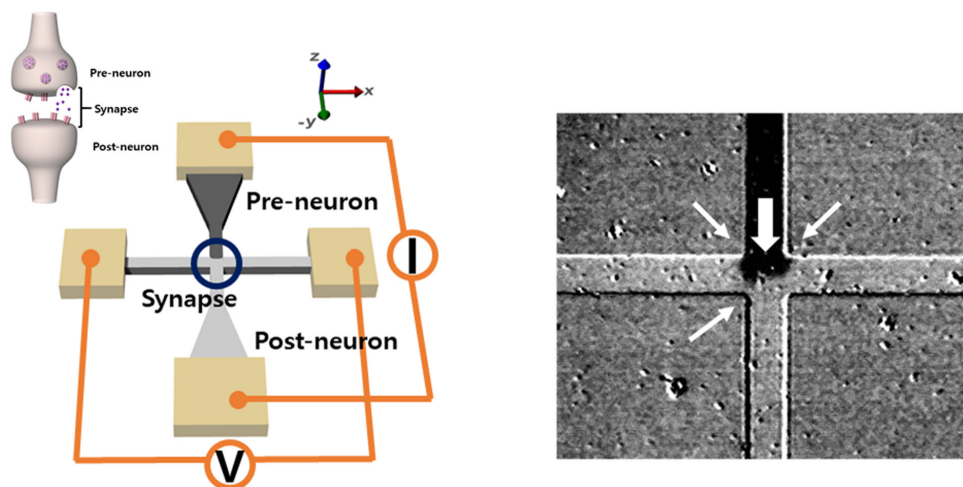 Pre-neuron
Synapse
Post-neuron
z
x
-y
Pre-neuron
I
Synapse
Post-neuron
V